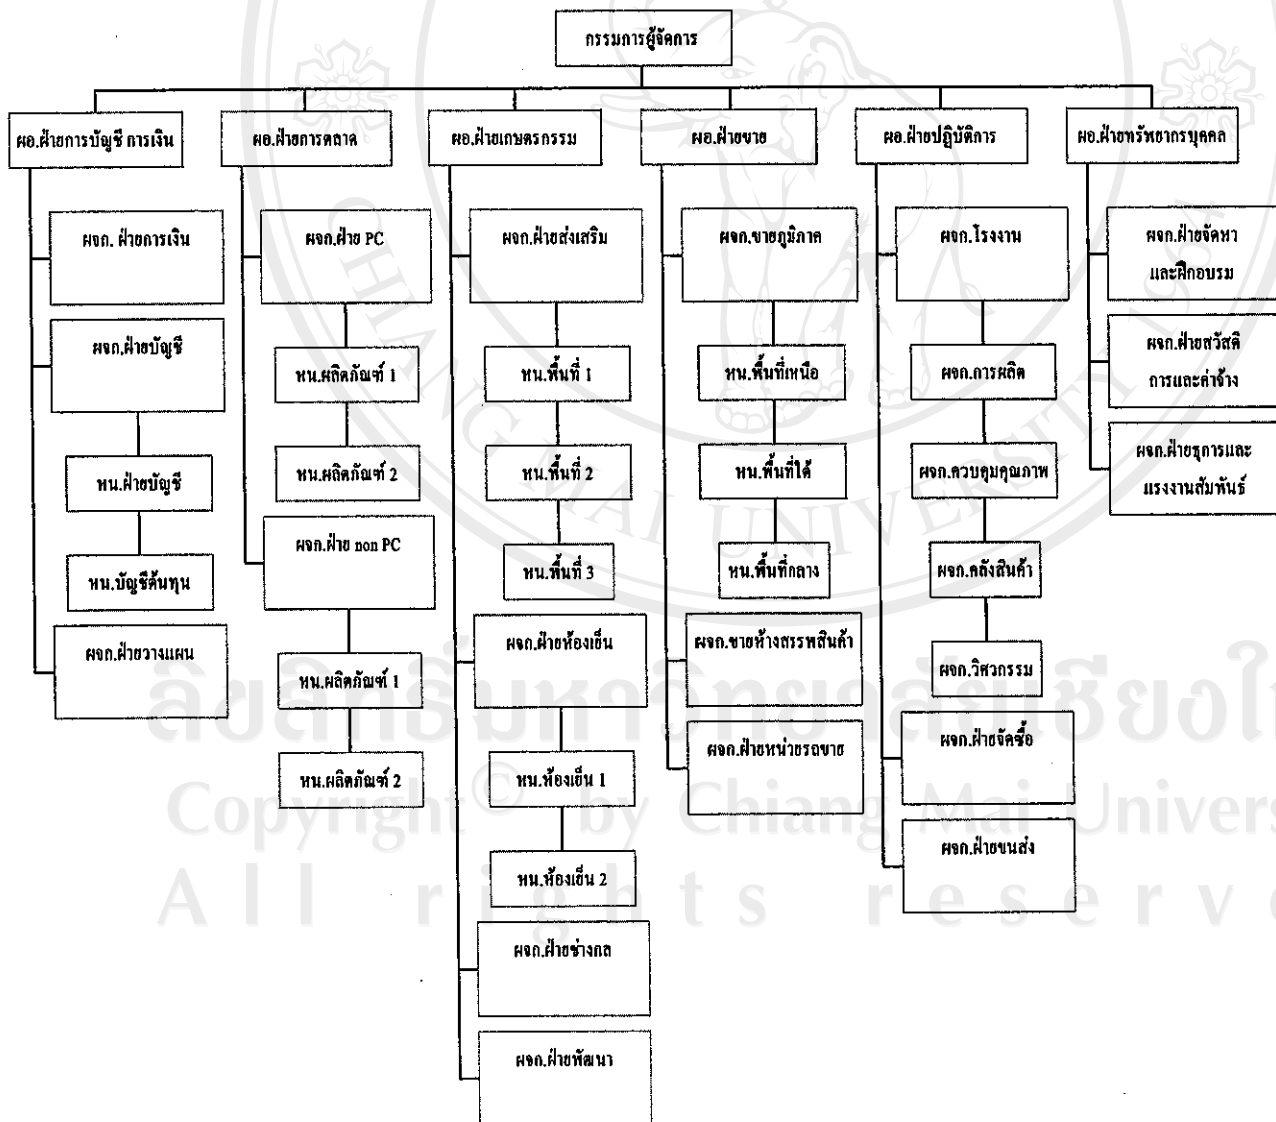 กรรมการผู้จัดการ
ผอ.ฝ่ายการบัญชี การเงิน
ผอ.ฝ่ายการตลาด
ผอ.ฝ่ายเกษตรกรรม
ผอ.ฝ่ายขาย
ผอ.ฝ่ายปฏิบัติการ
ผอ.ฝ่ายทรัพยากรบุคคล
ผจก. ฝ่ายการเงิน
ผจก.ฝ่ายบัญชี
หน.ฝ่ายบัญชี
หน.บัญชีต้นทุน
ผจก.ฝ่ายวางแผน
ผจก.ฝ่าย PC
หน.ผลิตภัณฑ์ 1
หน.ผลิตภัณฑ์ 2
ผจก.ฝ่าย non PC
หน.ผลิตภัณฑ์ 1
หน.ผลิตภัณฑ์ 2
ผจก.ฝ่ายส่งเสริม
หน.พื้นที่ 1
หน.พื้นที่ 2
หน.พื้นที่ 3
ผจก.ฝ่ายห้องเย็น
หน.ห้องเย็น 1
หน.ห้องเย็น 2
ผจก.ฝ่ายช่างกล
ผจก.ฝ่ายพัฒนา
ผจก.ขายภูมิภาค
หน.พื้นที่เหนือ
หน.พื้นที่ใต้
หน.พื้นที่กลาง
ผจก.ขายห้างสรรพสินค้า
ผจก.ฝ่ายหน่วยรถขาย
ผจก.โรงงาน
ผจก.การผลิต
ผจก.ควบคุมคุณภาพ
ผจก.คลังสินค้า
ผจก.วิศวกรรม
ผจก.ฝ่ายจัดซื้อ
ผจก.ฝ่ายขนส่ง
ผจก.ฝ่ายจัดหา
และฝึกอบรม
ผจก.ฝ่ายสวัสดิ
การและค่าจ้าง
ผจก.ฝ่ายธุการและ
แรงงานสัมพันธ์
CHANG MAI UNIVERSITY 1964
ลิขสิทธิ์มหาวิทยาลัยเชียงให
Copyright © by Chiang Mai Univers
All rights reserve